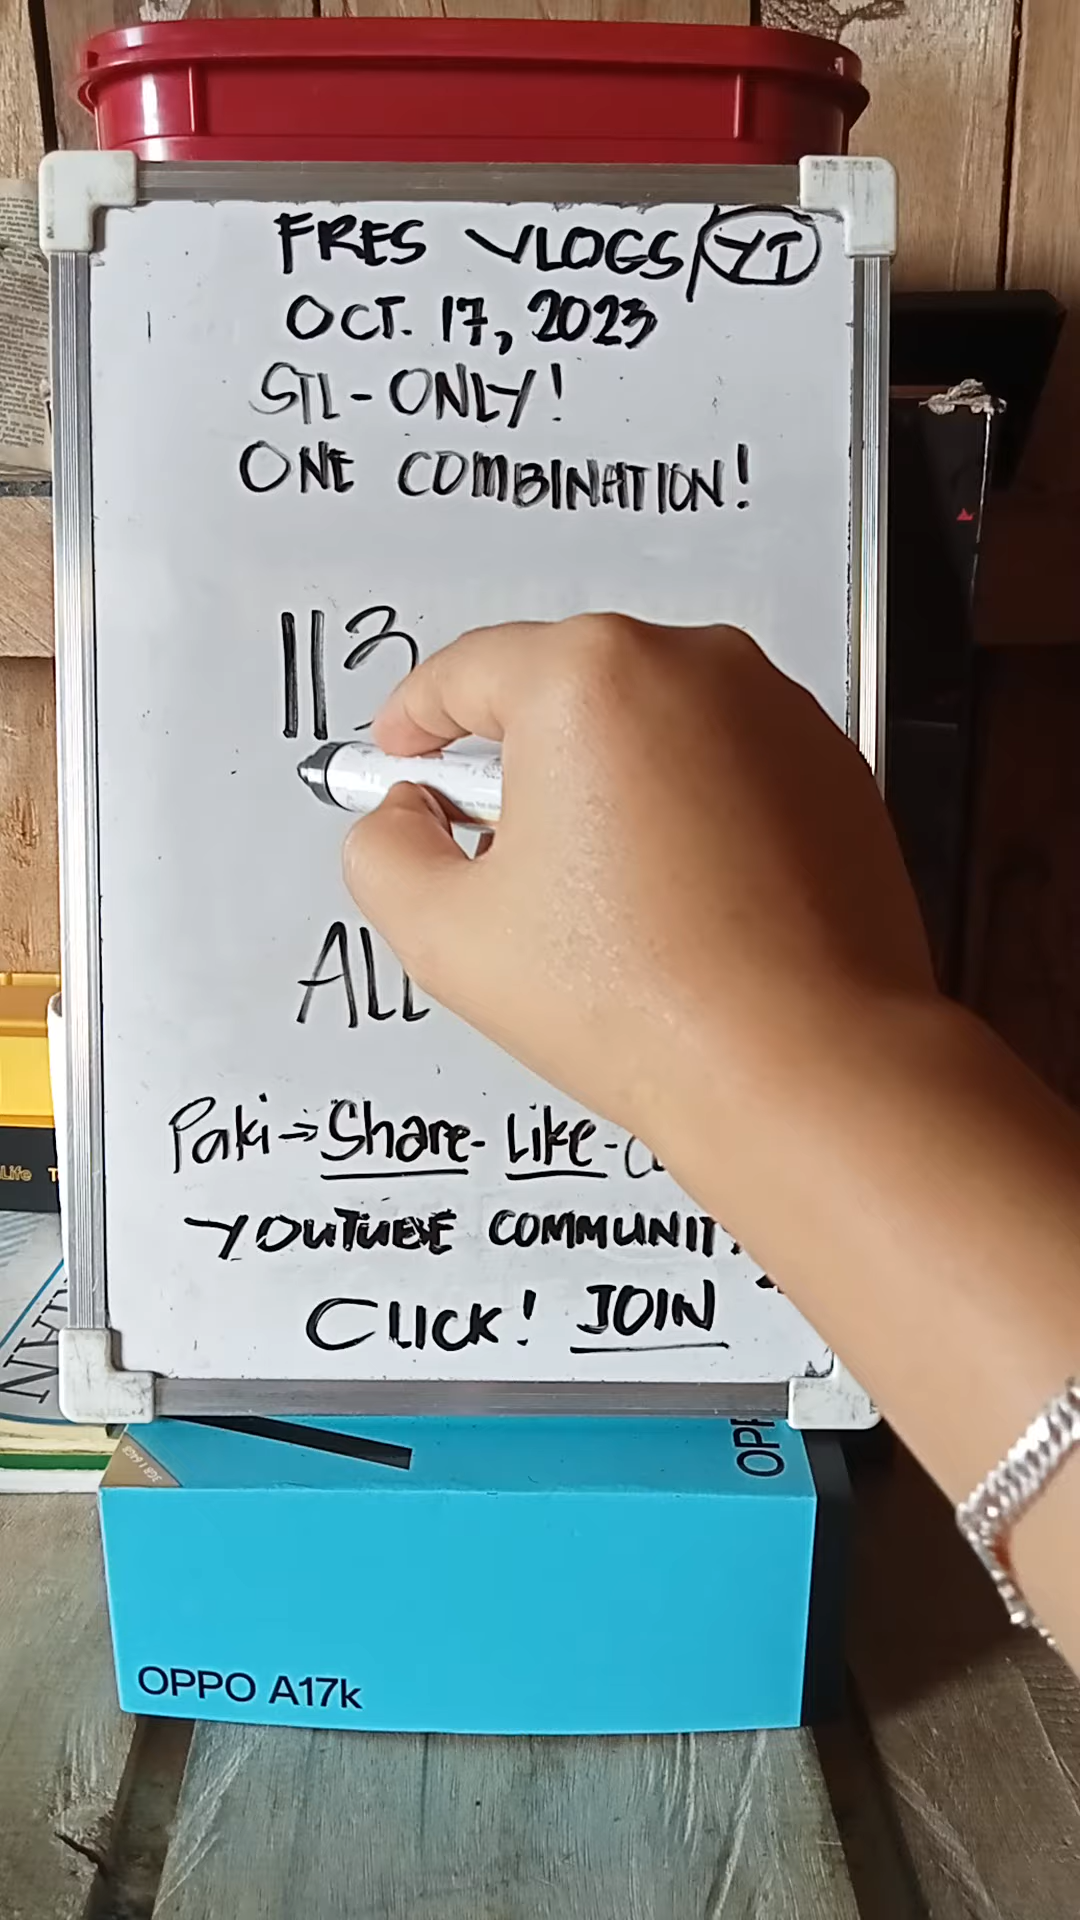 FRES VLOGS/YT
OCT. 17, 2023
STL-ONLY!
ONE COMBINATION!
113
ALL
Paki→Share-Like-
YOUTUBE COMMUNITY
CLICK! JOIN
OPPO A17k